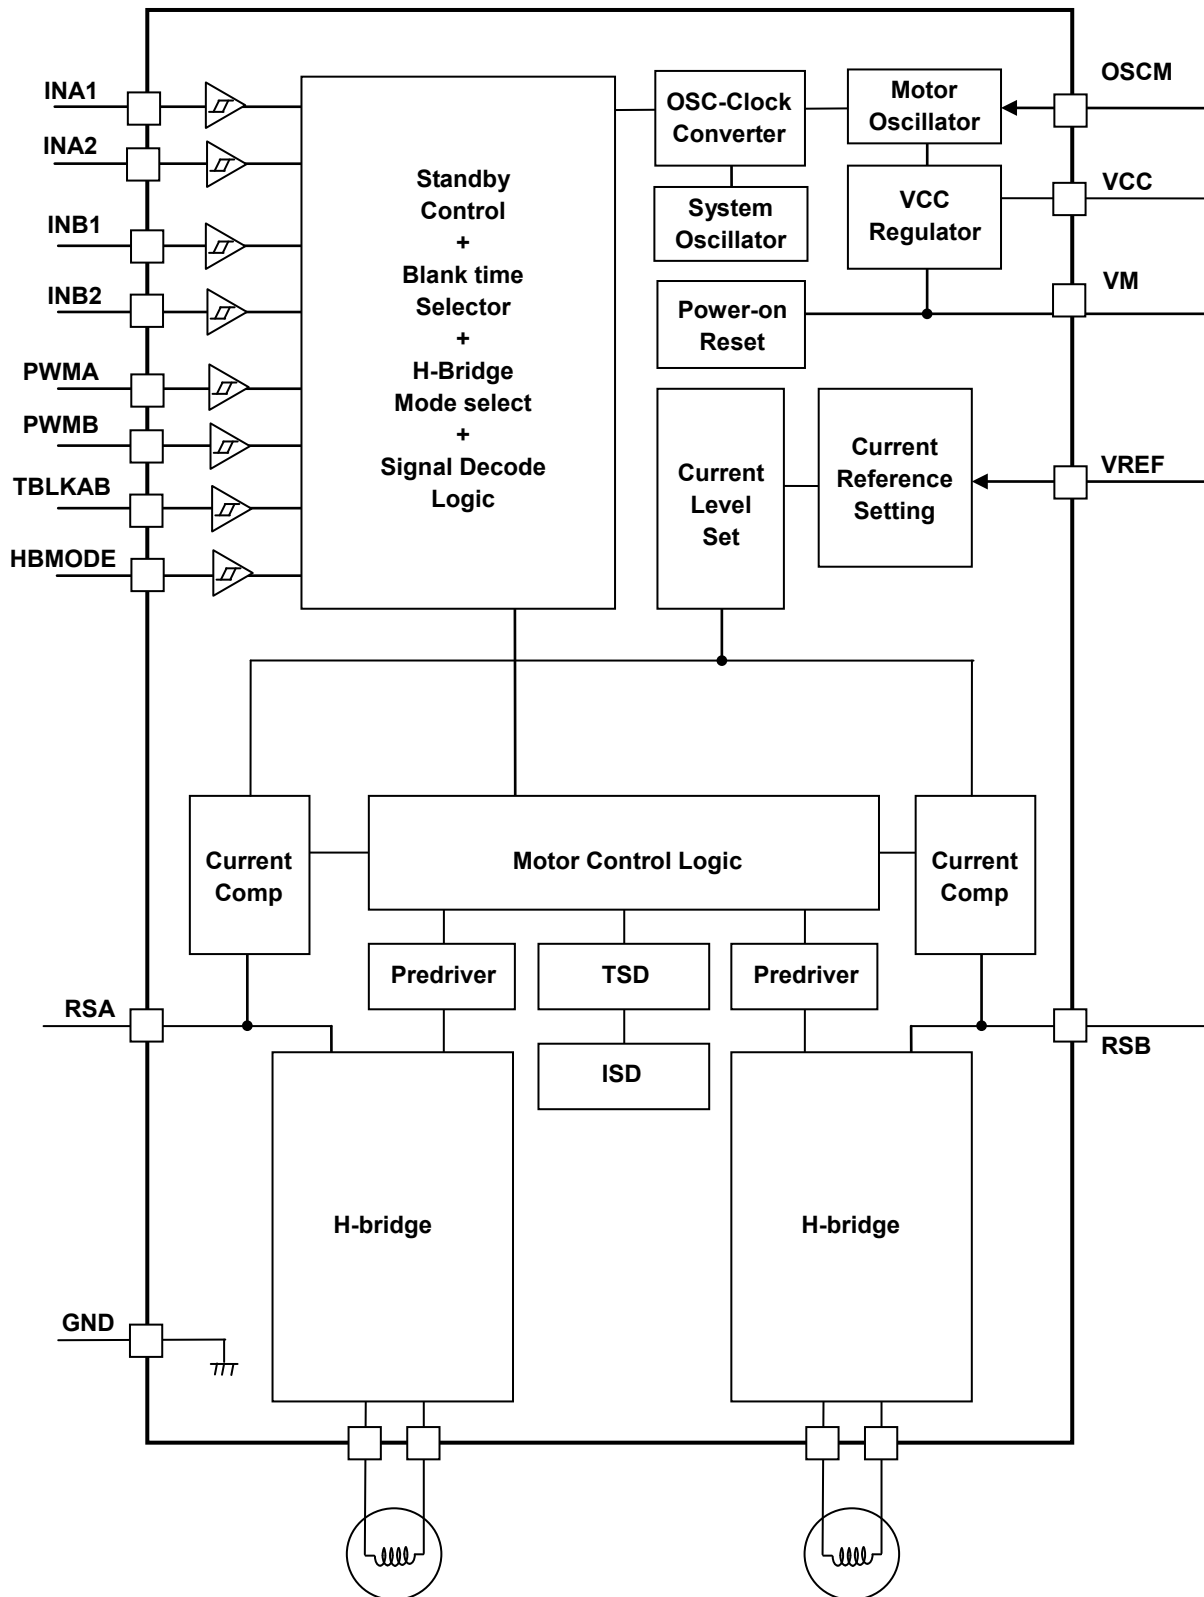 INA1
INA2
INB1
INB2
PWMA
PWMB
TBLKAB
HBMODE
Standby
Control
+
Blank time
Selector
+
H-Bridge
Mode select
+
Signal Decode
Logic
OSC-Clock
Converter
Motor
Oscillator
OSCM
System
Oscillator
VCC
Regulator
VCC
Power-on
Reset
VM
Current
Level
Set
Current
Reference
Setting
VREF
Current
Comp
Motor Control Logic
Current
Comp
Predriver
TSD
Predriver
RSA
ISD
RSB
H-bridge
H-bridge
GND